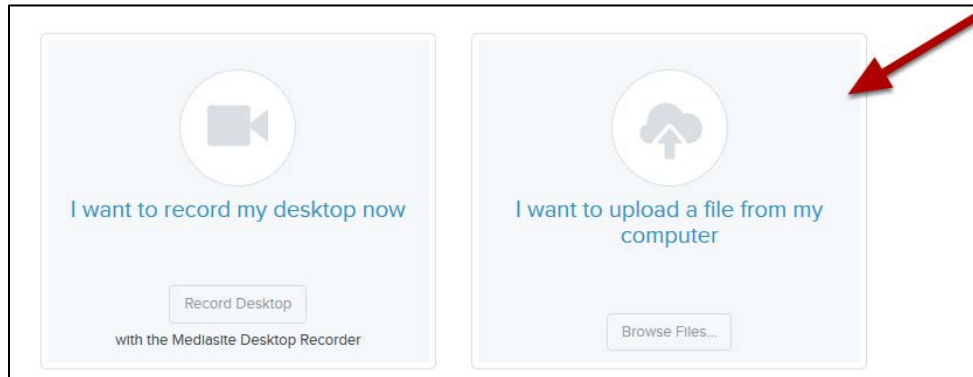 I want to record my desktop now
Record Desktop
with the Mediasite Desktop Recorder
I want to upload a file from my
computer
Browse Files...